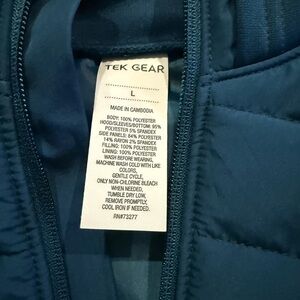 TEK GEAR
L
MADE IN CAMBODIA
BODY: 100% POLYESTER
HOOD/SLEEVES/BOTTOM: 95%
POLYESTER 5% SPANDEX
SIDE PANELS: 84% POLYESTER
14% RAYON 2% SPANDEX
FILLING: 100% POLYESTER
LINING: 100% POLYESTER
WASH BEFORE WEARING,
MACHINE WASH COLD WITH LIKE
COLORS,
GENTLE CYCLE,
ONLY NON-CHLORINE BLEACH
WHEN NEEDED,
TUMBLE DRY LOW,
REMOVE PROMPTLY,
COOL IRON IF NEEDED.
RN#73277